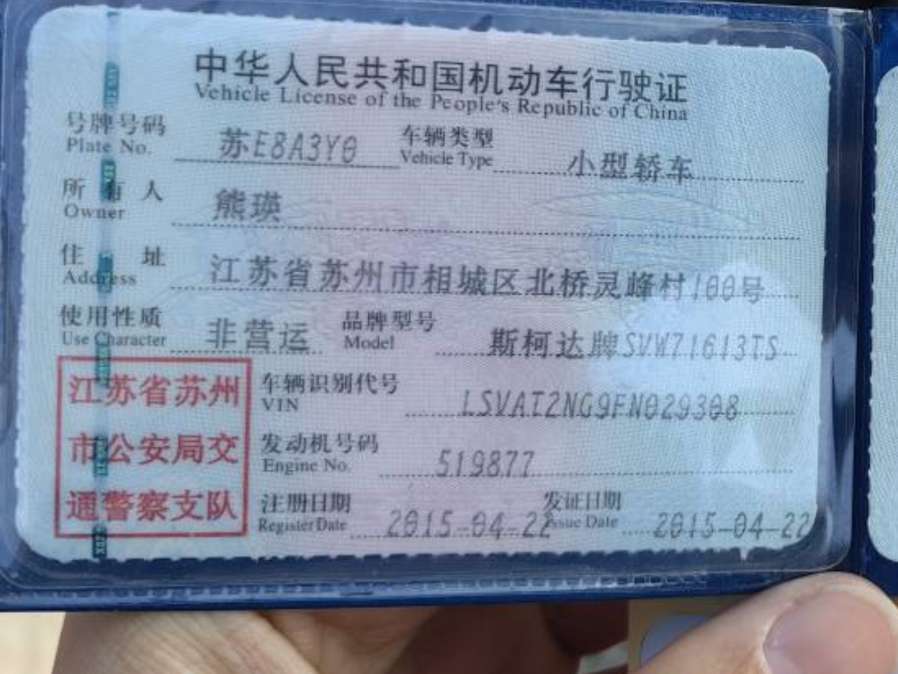 中华人民共和国机动车行驶证
Vehicle License of the People's Republic of China
号牌号码 苏E8A3Y0 车辆类型 小型轿车
Plate No. Vehicle Type
所有人 熊瑛
Owner
住址 江苏省苏州市相城区北桥灵峰村100号
Address
使用性质 非营运 品牌型号 斯柯达牌SVW71613TS
Use Character Model
江苏省苏州 车辆识别代号 LSVAT2NG9FN029308
VIN
市公安局交 发动机号码 519877
Engine No.
通警察支队 注册日期 2015-04-22 发证日期 2015-04-22
Register Date Issue Date